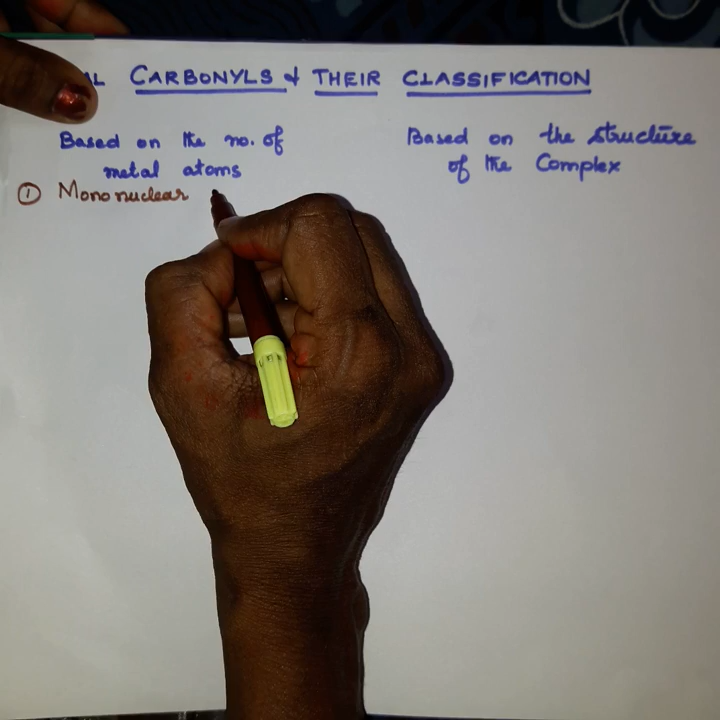 AL CARBONYLS & THEIR CLASSIFICATION
Based on the no. of
metal atoms
① Mononuclear
Based on the structure
of the Complex